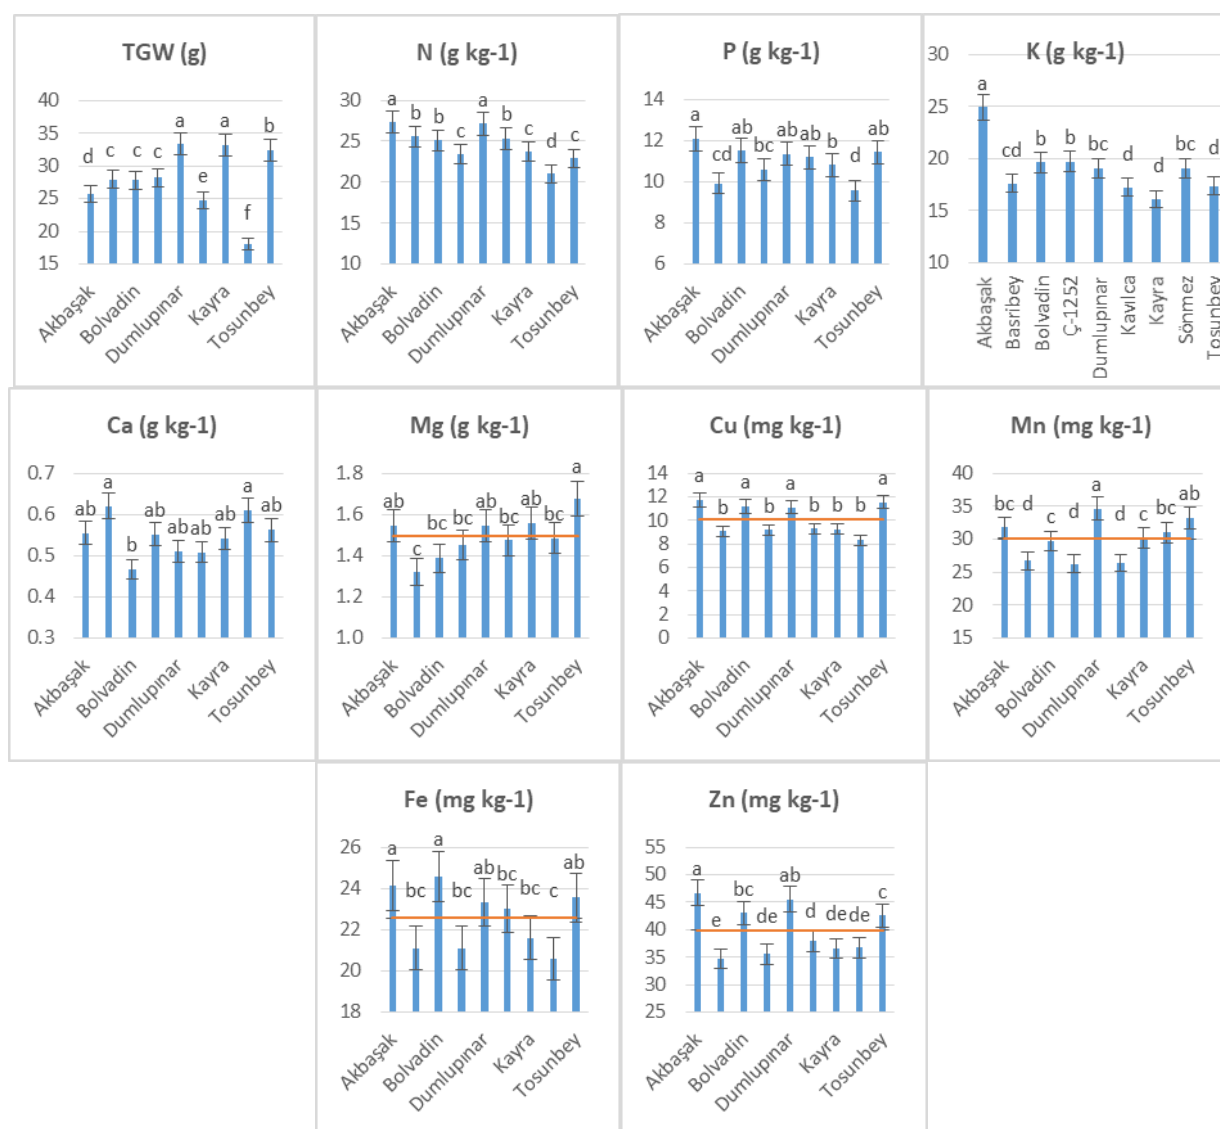 TGW (g)
40
35
30
25
20
15
d c c c a e a f b
Akbaşak Bolvadin Dumlupınar Kayra Tosunbey
N (g kg-1)
30
25
20
15
10
a b b c a b c d c
Akbaşak Bolvadin Dumlupınar Kayra Tosunbey
P (g kg-1)
14
12
10
8
6
a cd ab bc ab ab b d ab
Akbaşak Bolvadin Dumlupınar Kayra Tosunbey
K (g kg-1)
30
25
20
15
10
a cd b b bc d d bc d
Akbaşak Basribey Bolvadin Ç-1252 Dumlupınar Kavılca Kayra Sönmez Tosunbey
Ca (g kg-1)
0.7
0.6
0.5
0.4
0.3
ab a b ab ab ab ab a ab
Akbaşak Bolvadin Dumlupınar Kayra Tosunbey
Mg (g kg-1)
1.8
1.6
1.4
1.2
1.0
ab c bc bc ab bc ab bc a
Akbaşak Bolvadin Dumlupınar Kayra Tosunbey
Cu (mg kg-1)
14
12
10
8
6
4
2
0
a b a b a b b b a
Akbaşak Bolvadin Dumlupınar Kayra Tosunbey
Mn (mg kg-1)
40
35
30
25
20
15
bc d c d a d c bc ab
Akbaşak Bolvadin Dumlupınar Kayra Tosunbey
Fe (mg kg-1)
26
24
22
20
18
a bc a bc ab bc bc c ab
Akbaşak Bolvadin Dumlupınar Kayra Tosunbey
Zn (mg kg-1)
55
50
45
40
35
30
25
a e bc de ab d de de c
Akbaşak Bolvadin Dumlupınar Kayra Tosunbey